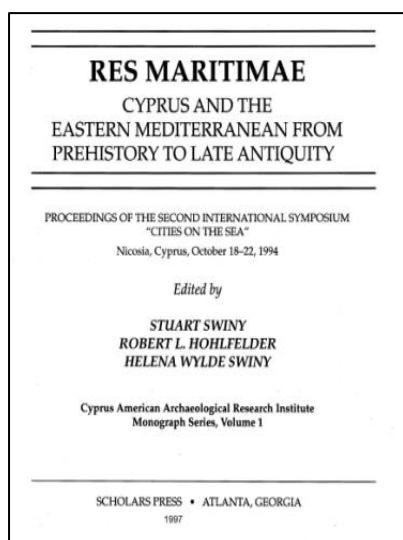 RES MARITIMAE
CYPRUS AND THE
EASTERN MEDITERRANEAN FROM
PREHISTORY TO LATE ANTIQUITY
PROCEEDINGS OF THE SECOND INTERNATIONAL SYMPOSIUM
"CITIES ON THE SEA"
Nicosia, Cyprus, October 18–22, 1994
Edited by
STUART SWINY
ROBERT L. HOHLFELDER
HELENA WYLDE SWINY
Cyprus American Archaeological Research Institute
Monograph Series, Volume 1
SCHOLARS PRESS • ATLANTA, GEORGIA
1997